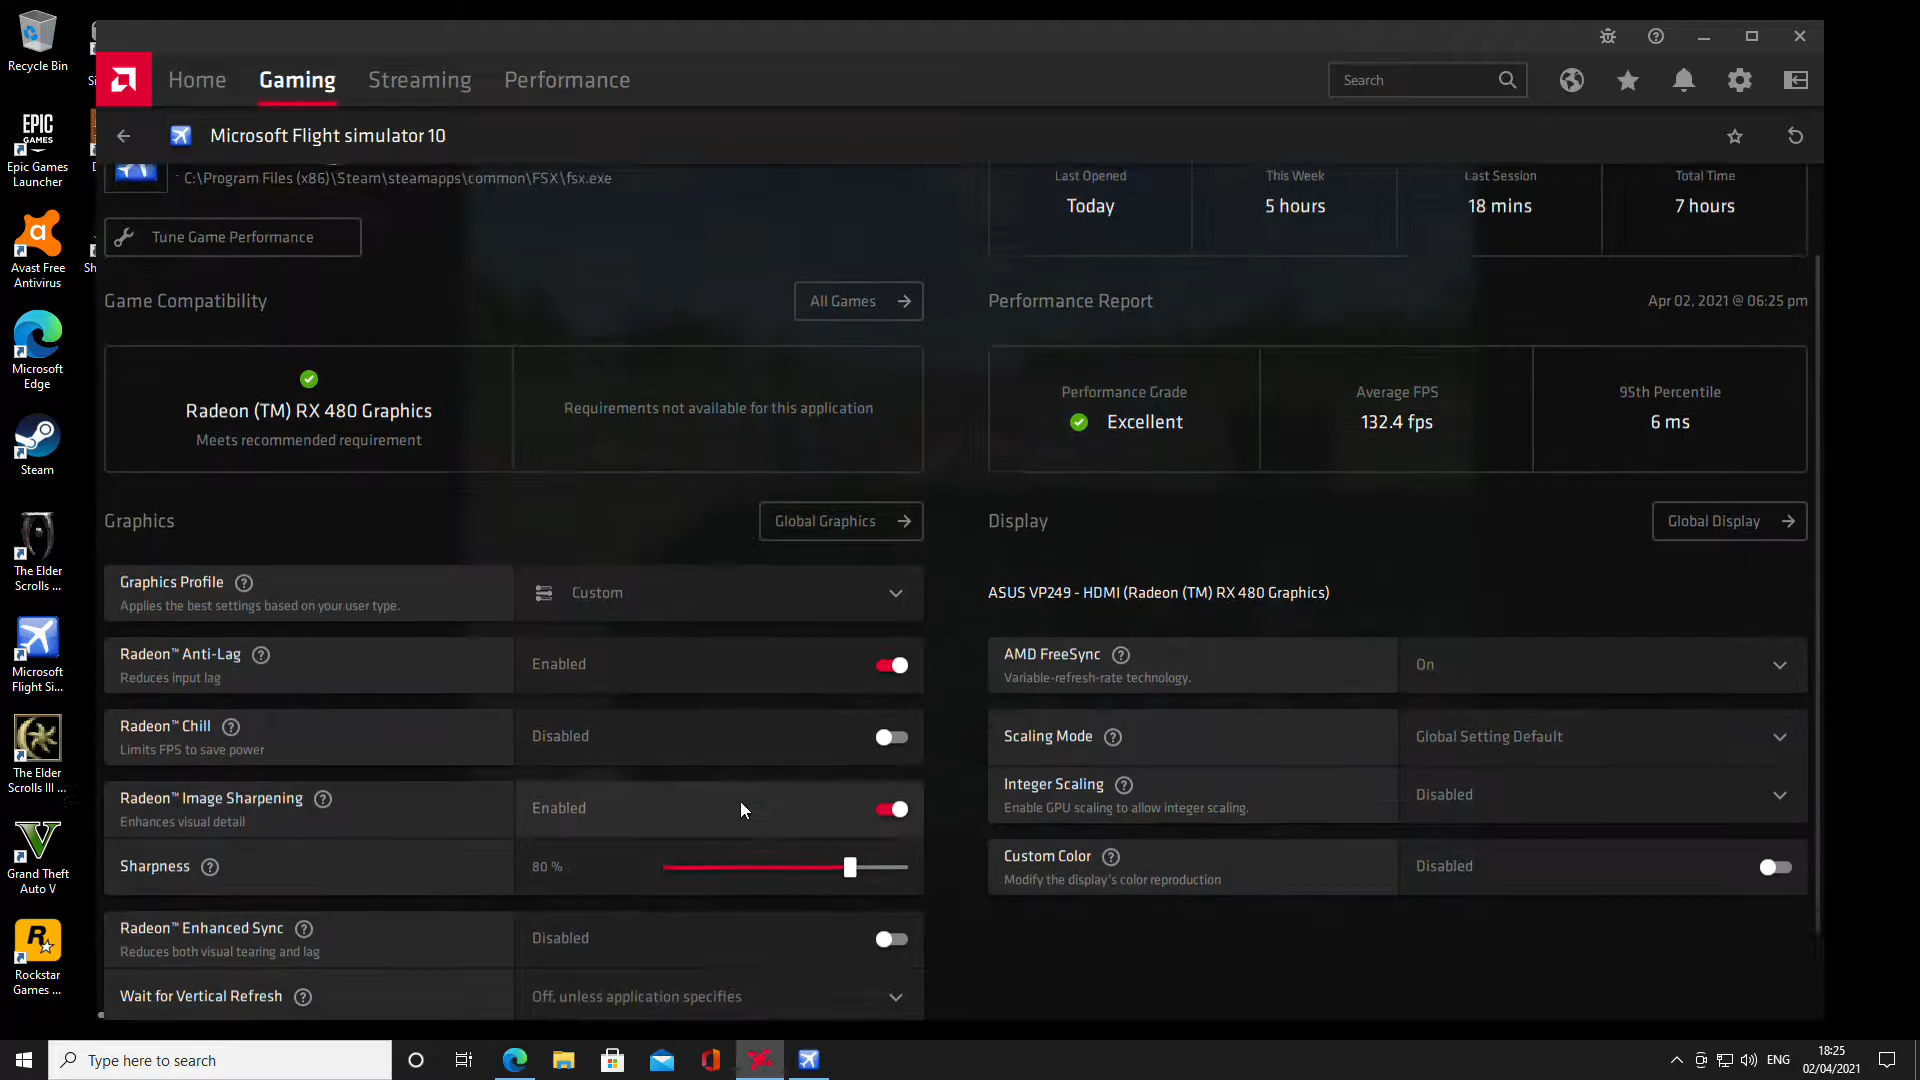 Recycle Bin
EPIC
GAMES
Epic Games
Launcher
Avast Free
Antivirus
Microsoft
Edge
Steam
The Elder
Scrolls ...
Microsoft
Flight Si...
The Elder
Scrolls III ...
Grand Theft
Auto V
Rockstar
Games ...
Home
Gaming
Streaming
Performance
Search
Microsoft Flight simulator 10
C:\Program Files (x86)\Steam\steamapps\common\FSX\fsx.exe
Tune Game Performance
Last Opened
Today
This Week
5 hours
Last Session
18 mins
Total Time
7 hours
Game Compatibility
All Games
Radeon (TM) RX 480 Graphics
Meets recommended requirement
Requirements not available for this application
Performance Report
Apr 02, 2021 @ 06:25 pm
Performance Grade
Excellent
Average FPS
132.4 fps
95th Percentile
6 ms
Graphics
Global Graphics
Graphics Profile
Applies the best settings based on your user type.
Custom
Radeon™ Anti-Lag
Reduces input lag
Enabled
Radeon™ Chill
Limits FPS to save power
Disabled
Radeon™ Image Sharpening
Enhances visual detail
Enabled
Sharpness
80 %
Radeon™ Enhanced Sync
Reduces both visual tearing and lag
Disabled
Wait for Vertical Refresh
Off, unless application specifies
Display
Global Display
ASUS VP249 - HDMI (Radeon (TM) RX 480 Graphics)
AMD FreeSync
Variable-refresh-rate technology.
On
Scaling Mode
Global Setting Default
Integer Scaling
Enable GPU scaling to allow integer scaling.
Disabled
Custom Color
Modify the display's color reproduction
Disabled
Type here to search
ENG
18:25
02/04/2021